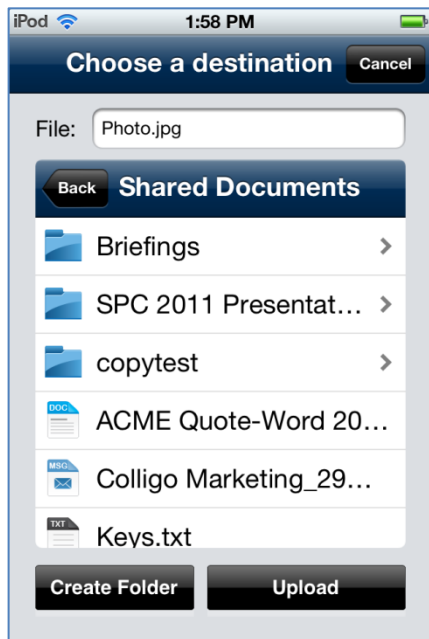 iPod 1:58 PM
Choose a destination Cancel
File: Photo.jpg
Back Shared Documents
Briefings
SPC 2011 Presentat...
copytest
DOC ACME Quote-Word 20...
MSG Colligo Marketing_29...
TXT Keys.txt
Create Folder Upload